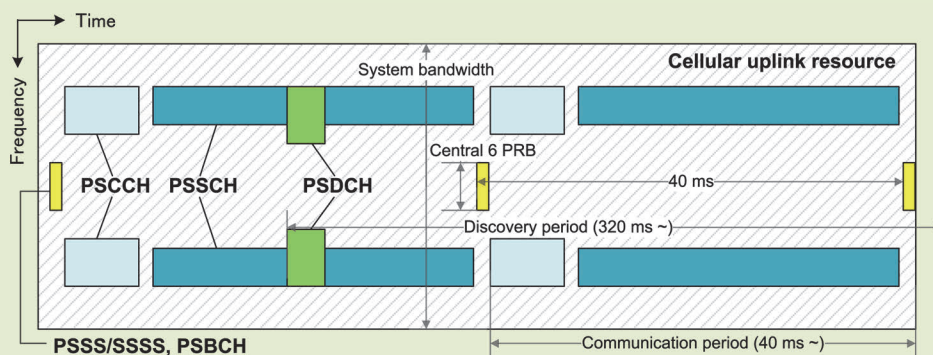 Time
Frequency
System bandwidth
Cellular uplink resource
Central 6 PRB
PSCCH
PSSCH
PSDCH
40 ms
Discovery period (320 ms ~)
PSSS/SSSS, PSBCH
Communication period (40 ms ~)